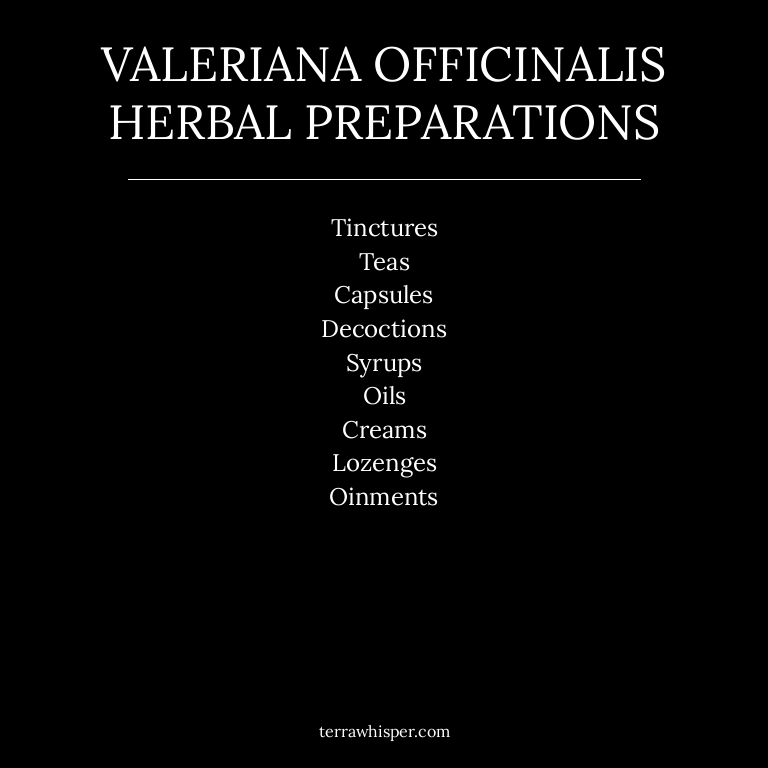 VALERIANA OFFICINALIS
HERBAL PREPARATIONS
Tinctures
Teas
Capsules
Decoctions
Syrups
Oils
Creams
Lozenges
Oinments
terrawhisper.com